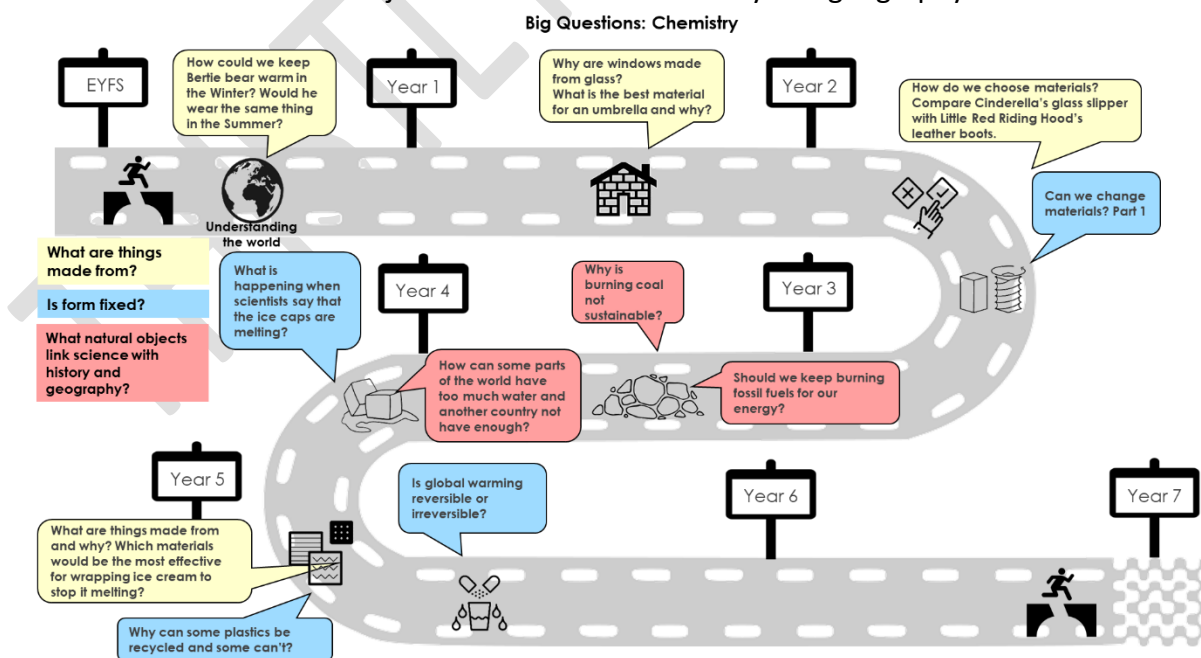 Big Questions: Chemistry
EYFS
How could we keep
Bertie bear warm in
the Winter? Would he
wear the same thing
in the Summer?
Year 1
Why are windows made
from glass?
What is the best material
for an umbrella and why?
Year 2
How do we choose materials?
Compare Cinderella's glass slipper
with Little Red Riding Hood's
leather boots.
Can we change
materials? Part 1
Understanding
the world
What are things
made from?
Is form fixed?
What natural objects
link science with
history and
geography?
What is
happening when
scientists say that
the ice caps are
melting?
Year 4
Why is
burning coal
not
sustainable?
Year 3
How can some parts
of the world have
too much water and
another country not
have enough?
Should we keep burning
fossil fuels for our
energy?
Year 5
Is global warming
reversible or
irreversible?
Year 6
Year 7
What are things made from
and why? Which materials
would be the most effective
for wrapping ice cream to
stop it melting?
Why can some plastics be
recycled and some can't?